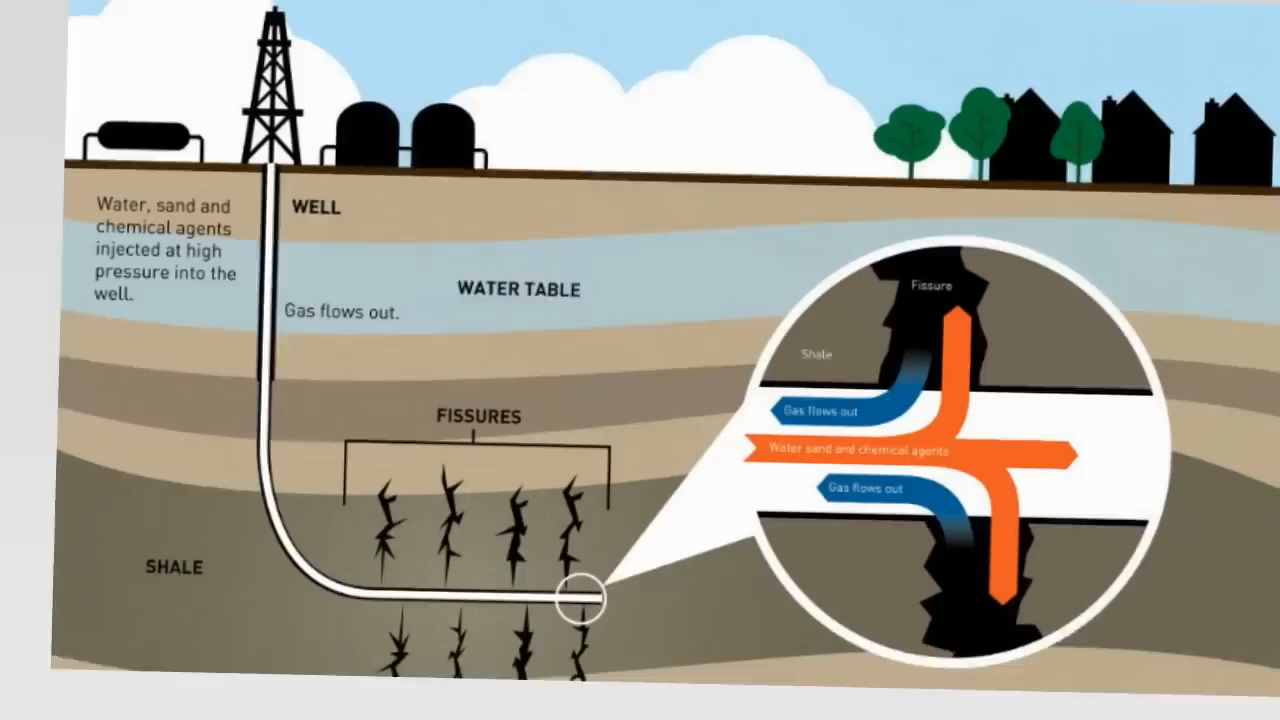 Water, sand and
chemical agents
injected at high
pressure into the
well.
WELL
Gas flows out.
WATER TABLE
FISSURES
SHALE
Fissure
Shale
Gas flows out
Water sand and chemical agents
Gas flows out